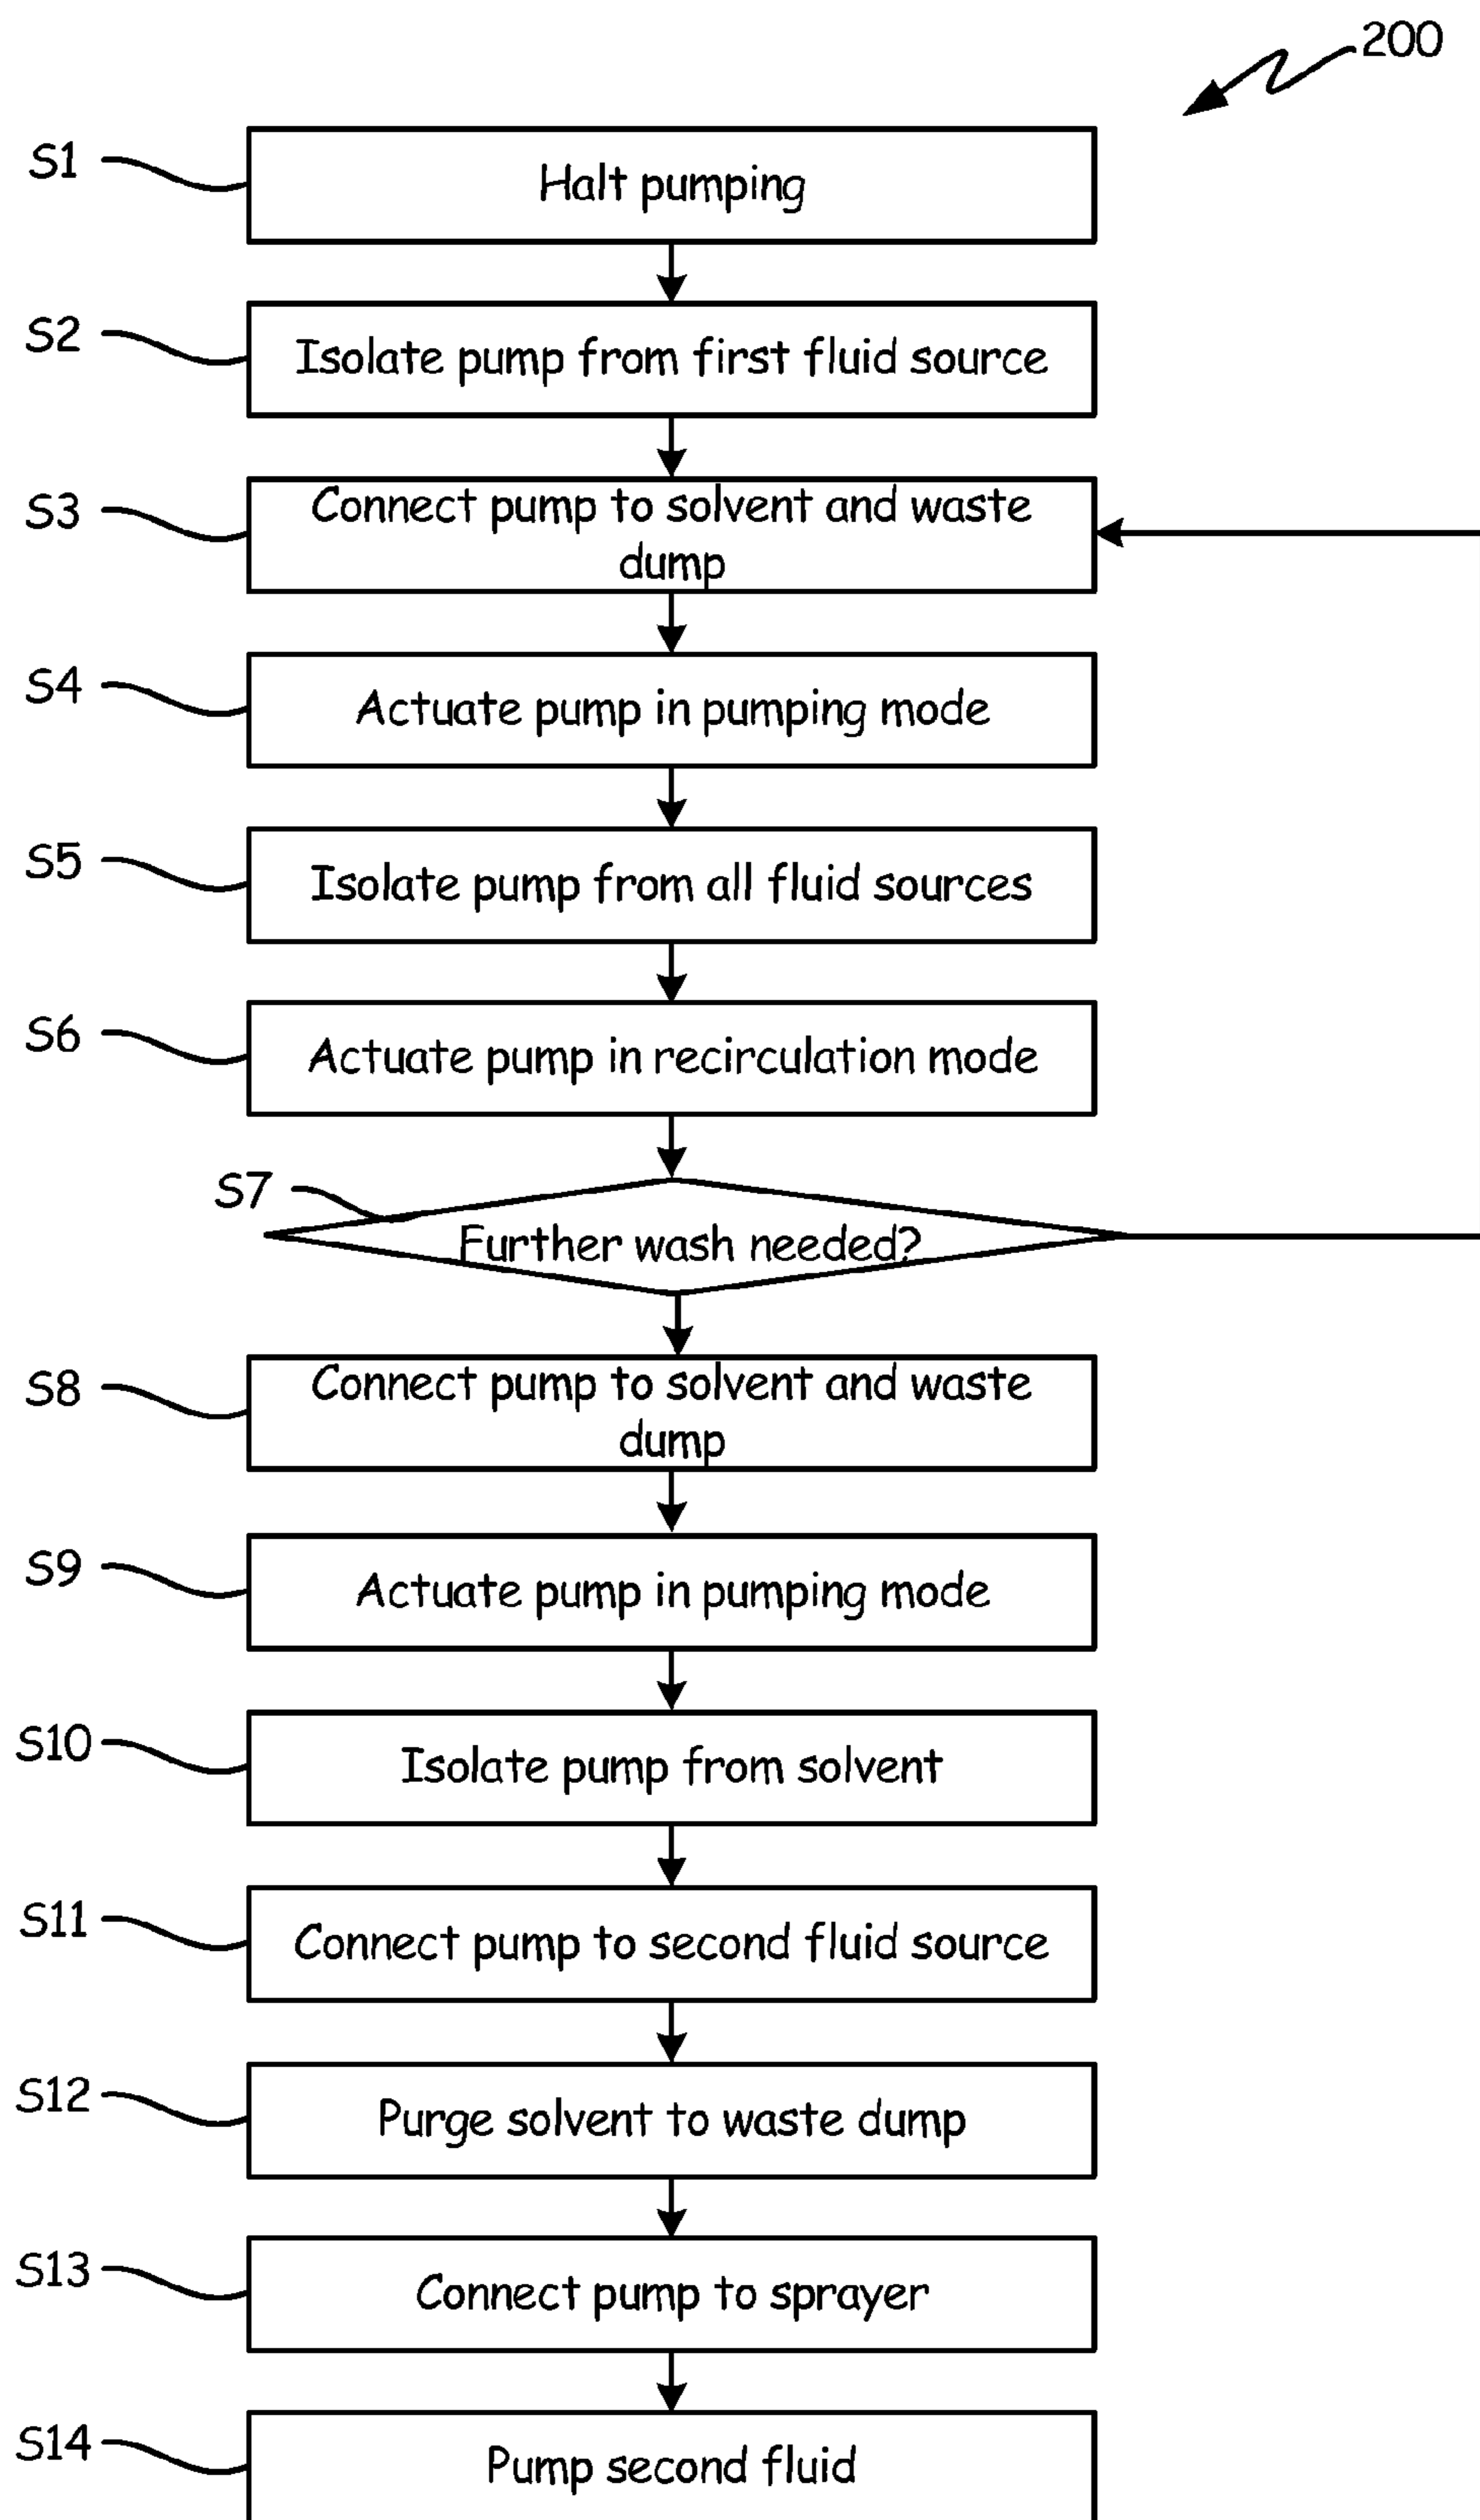 200
S1
Halt pumping
S2
Isolate pump from first fluid source
S3
Connect pump to solvent and waste
dump
S4
Actuate pump in pumping mode
S5
Isolate pump from all fluid sources
S6
Actuate pump in recirculation mode
S7
Further wash needed?
S8
Connect pump to solvent and waste
dump
S9
Actuate pump in pumping mode
S10
Isolate pump from solvent
S11
Connect pump to second fluid source
S12
Purge solvent to waste dump
S13
Connect pump to sprayer
S14
Pump second fluid